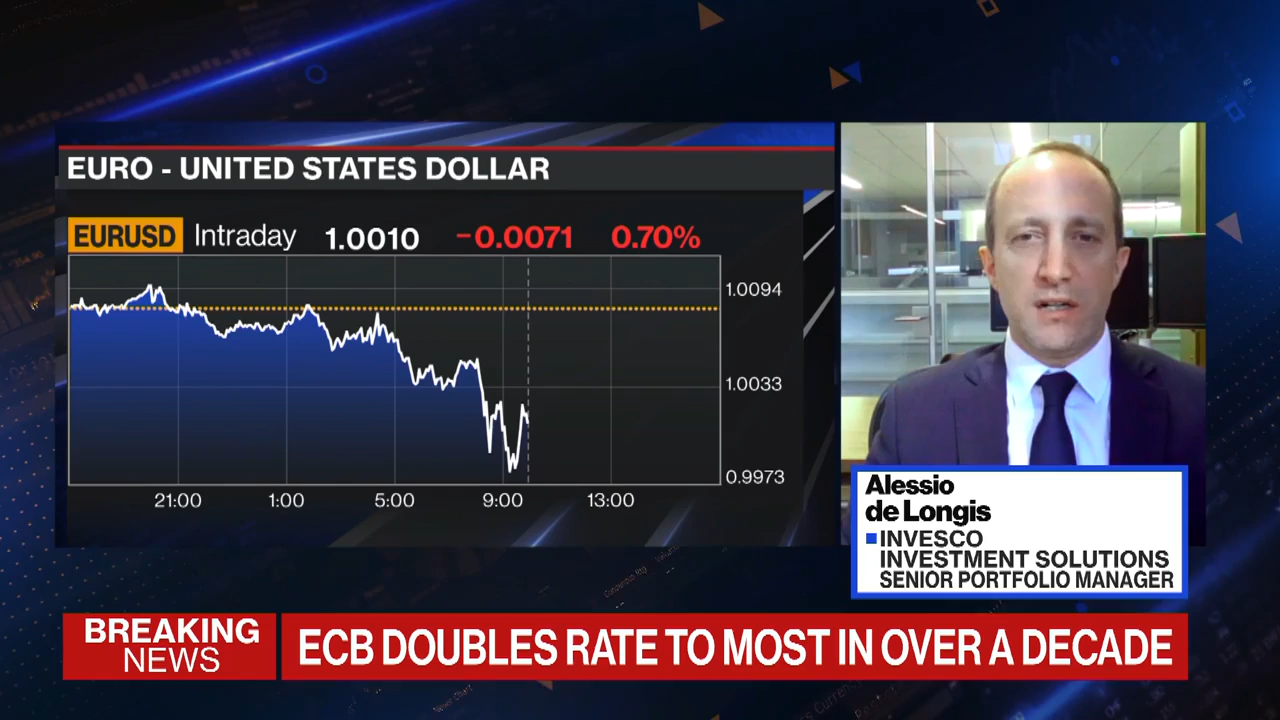 EURO - UNITED STATES DOLLAR
EURUSD Intraday 1.0010 -0.0071 0.70%
1.0094
1.0033
0.9973
21:00 1:00 5:00 9:00 13:00
Alessio
de Longis
INVESCO
INVESTMENT SOLUTIONS
SENIOR PORTFOLIO MANAGER
BREAKING
NEWS
ECB DOUBLES RATE TO MOST IN OVER A DECADE